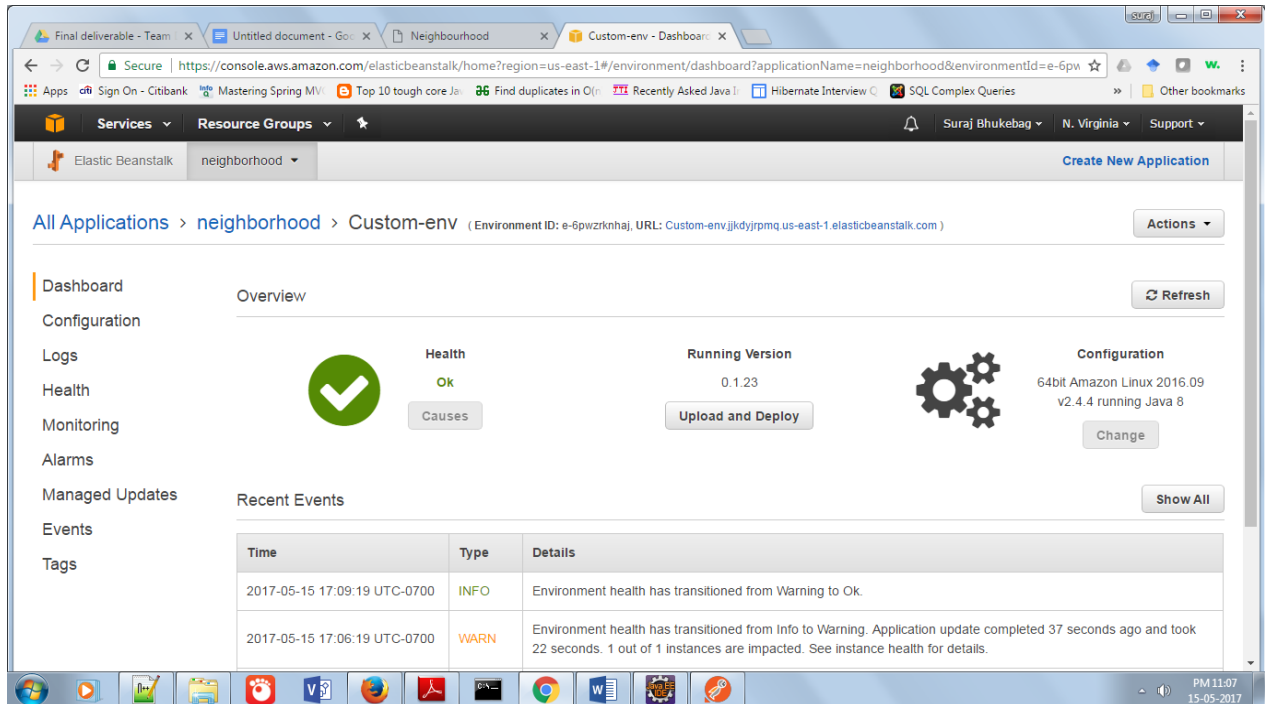 suraj
Final deliverable - Team
Untitled document - Goo
Neighbourhood
Custom-env - Dashboard
Secure
https://console.aws.amazon.com/elasticbeanstalk/home?region=us-east-1#/environment/dashboard?applicationName=neighborhood&environmentId=e-6pw
W.
Apps
citi Sign On - Citibank
Mastering Spring MV
Top 10 tough core Ja
Find duplicates in O(n
Recently Asked Java I
Hibernate Interview Q
SQL Complex Queries
»
Other bookmarks
Services
Resource Groups
Suraj Bhukebag
N. Virginia
Support
Elastic Beanstalk
neighborhood
Create New Application
All Applications > neighborhood > Custom-env ( Environment ID: e-6pwzrknhaj, URL: Custom-env.jjkdyjrpmq.us-east-1.elasticbeanstalk.com )
Actions
Dashboard
Configuration
Logs
Health
Monitoring
Alarms
Managed Updates
Events
Tags
Overview
Refresh
Health
Ok
Causes
Running Version
0.1.23
Upload and Deploy
Configuration
64bit Amazon Linux 2016.09
v2.4.4 running Java 8
Change
Recent Events
Show All
Time Type Details
2017-05-15 17:09:19 UTC-0700 INFO Environment health has transitioned from Warning to Ok.
2017-05-15 17:06:19 UTC-0700 WARN Environment health has transitioned from Info to Warning. Application update completed 37 seconds ago and took
22 seconds. 1 out of 1 instances are impacted. See instance health for details.
PM 11:07
15-05-2017